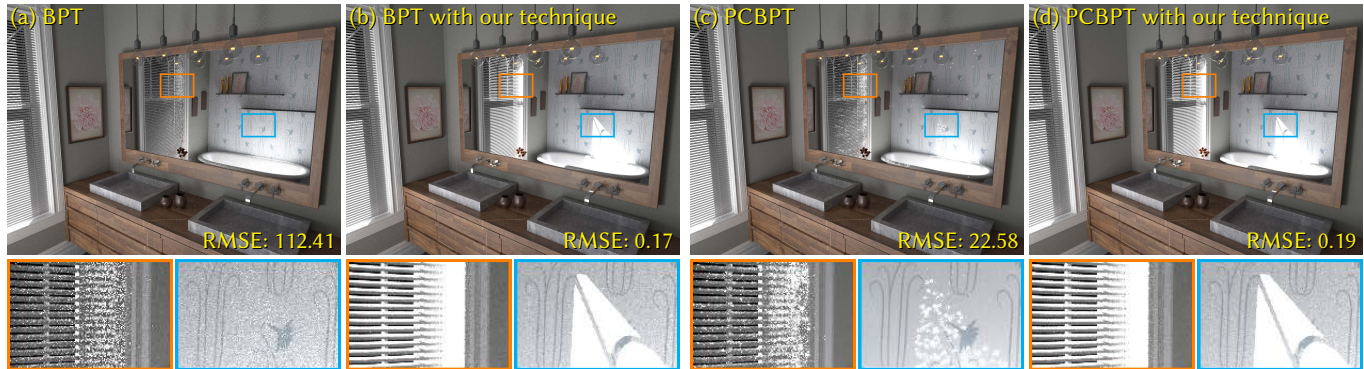 (a) BPT
(b) BPT with our technique
(c) PCBPT
(d) PCBPT with our technique
RMSE: 112.41
RMSE: 0.17
RMSE: 22.58
RMSE: 0.19